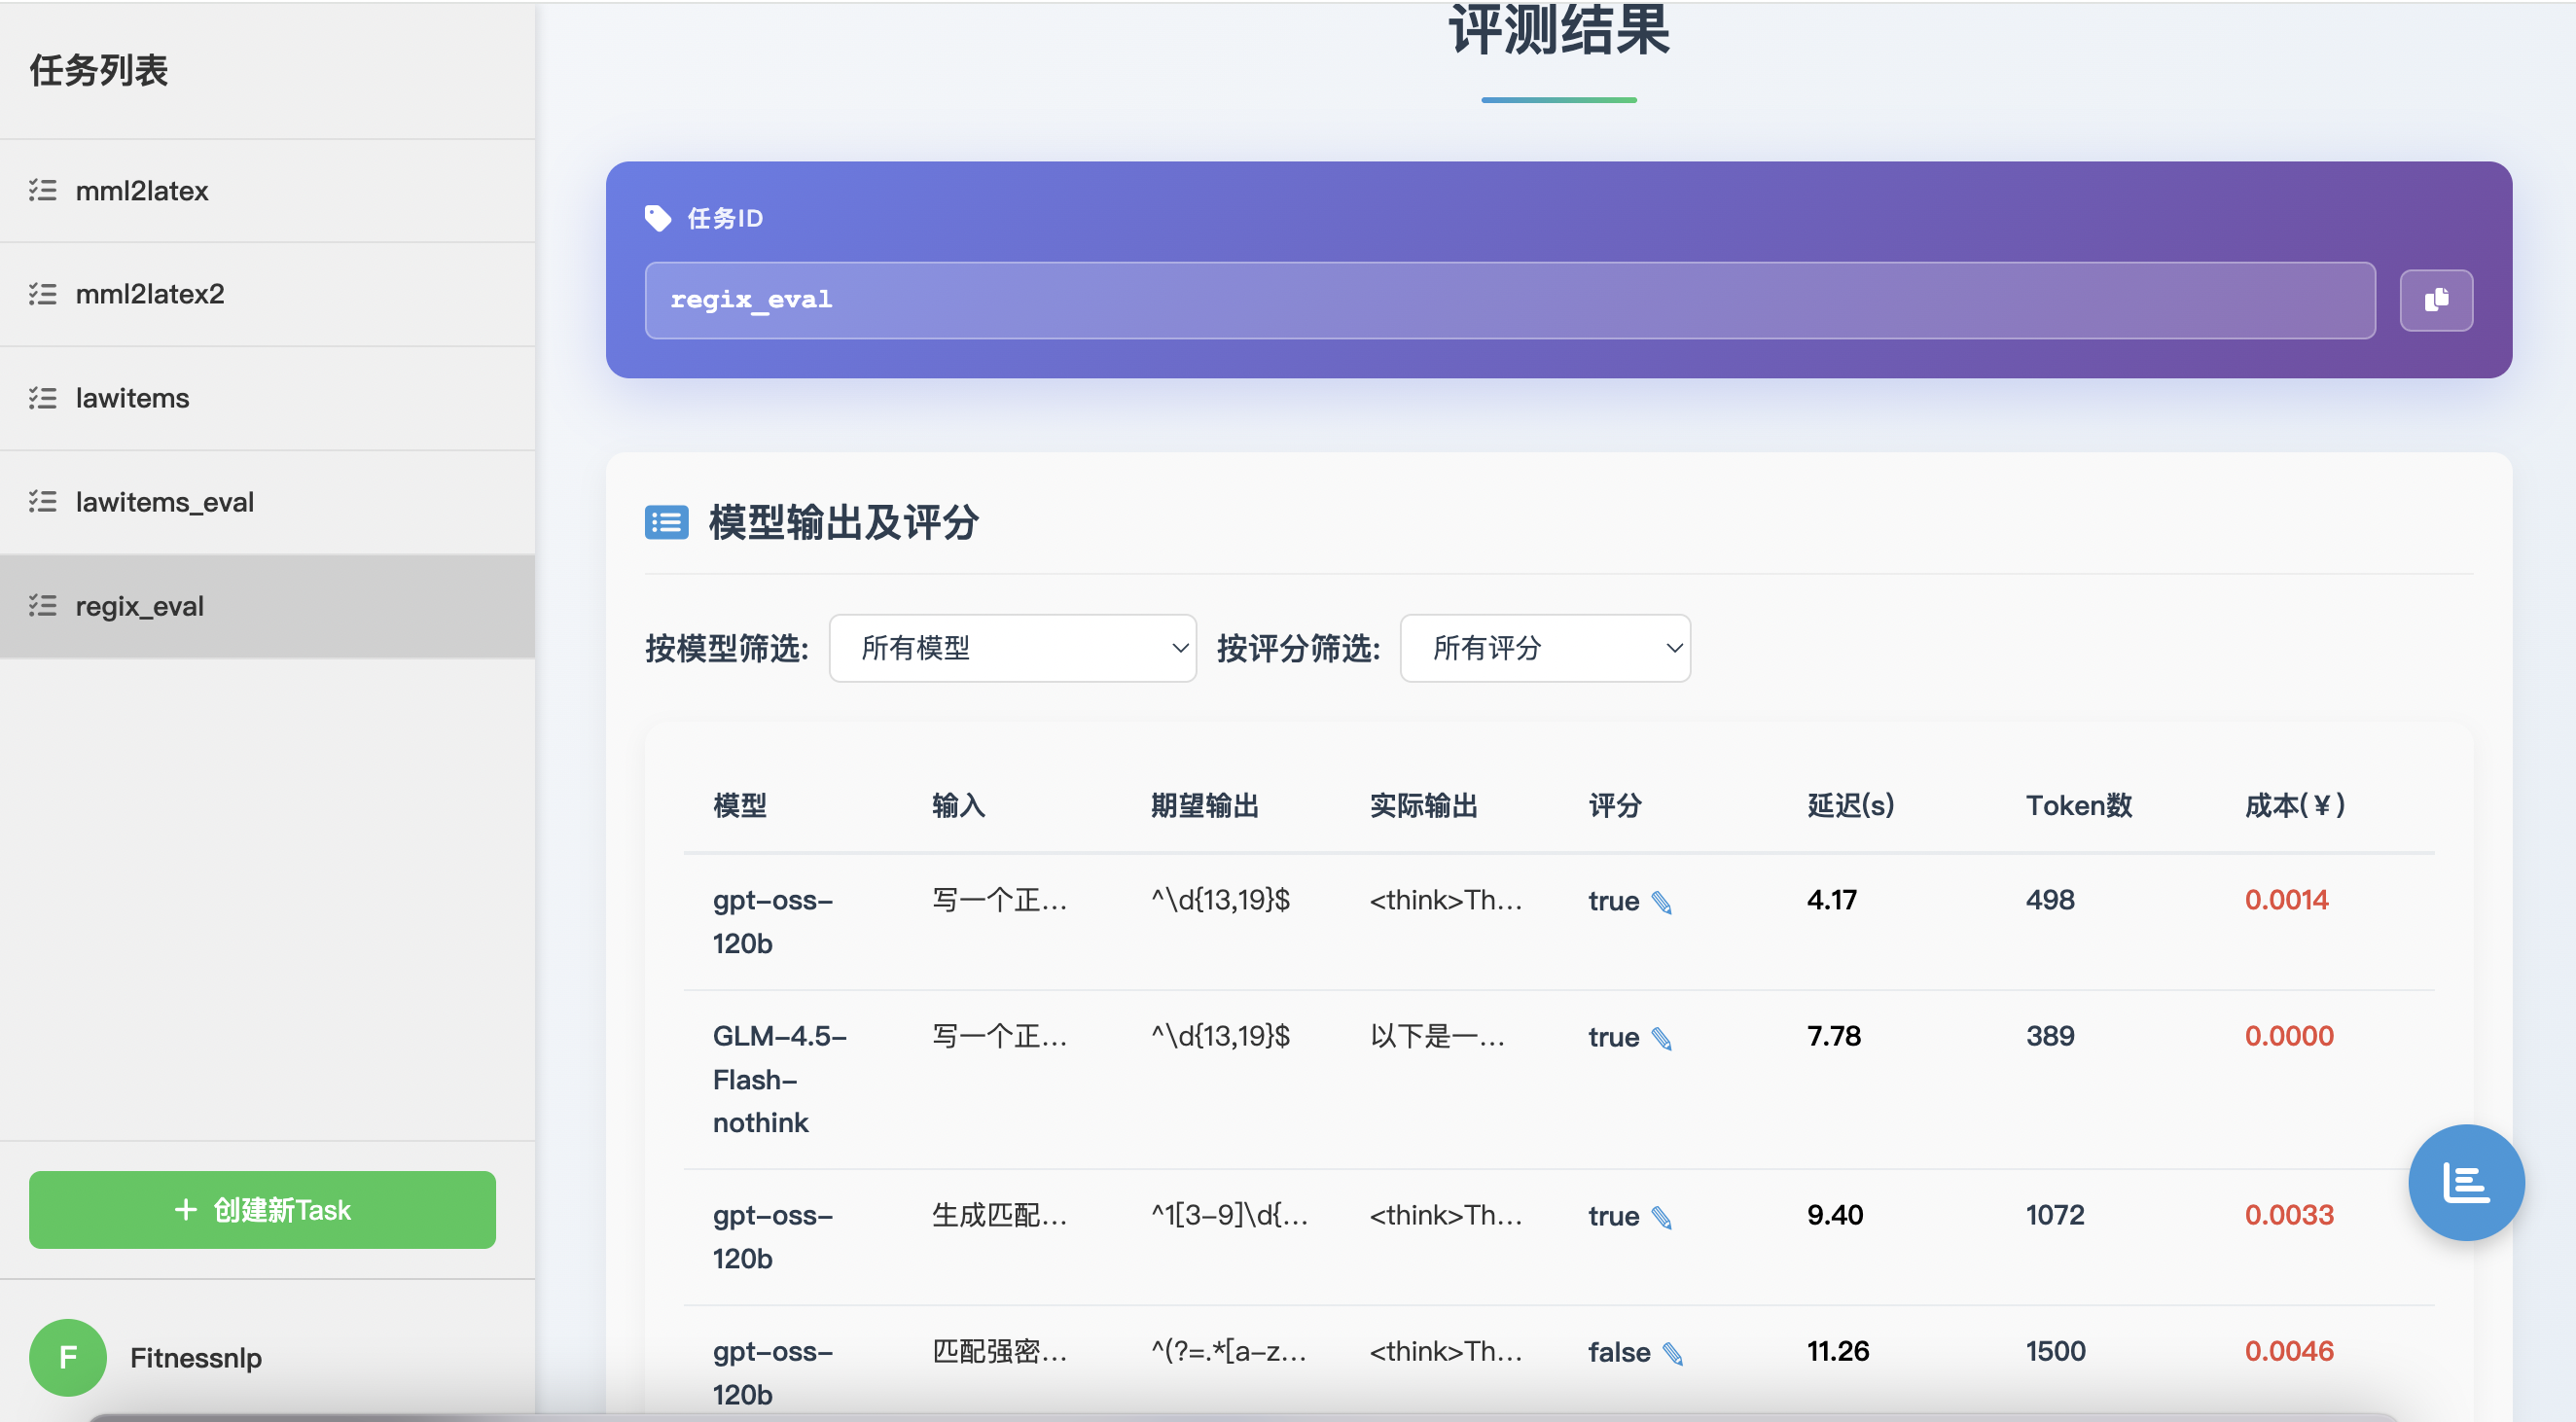 任务列表
mml2latex
mml2latex2
lawitems
lawitems_eval
regix_eval
+ 创建新Task
F
Fitnessnlp
评测结果
任务ID
regix_eval
模型输出及评分
按模型筛选: 所有模型 按评分筛选: 所有评分
模型 输入 期望输出 实际输出 评分 延迟(s) Token数 成本(¥)
gpt-oss-120b 写一个正... ^\d{13,19}$ <think>Th... true 4.17 498 0.0014
GLM-4.5-Flash-nothink 写一个正... ^\d{13,19}$ 以下是一... true 7.78 389 0.0000
gpt-oss-120b 生成匹配... ^1[3-9]\d{... <think>Th... true 9.40 1072 0.0033
gpt-oss-120b 匹配强密... ^(?=.*[a-z... <think>Th... false 11.26 1500 0.0046